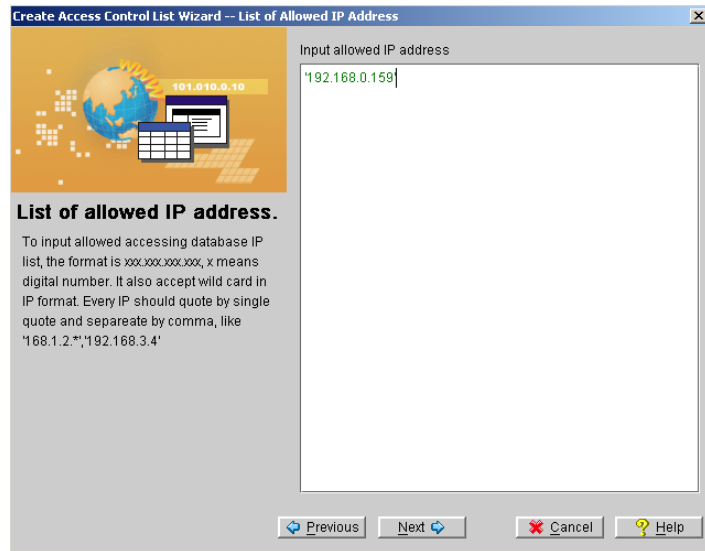 Create Access Control List Wizard -- List of Allowed IP Address
WWW
101.010.0.10
List of allowed IP address.
To input allowed accessing database IP
list, the format is xxx.xxx.xxx.xxx, x means
digital number. It also accept wild card in
IP format. Every IP should quote by single
quote and separeate by comma, like
'168.1.2.*','192.168.3.4'
Input allowed IP address
'192.168.0.159'
Previous
Next
Cancel
Help